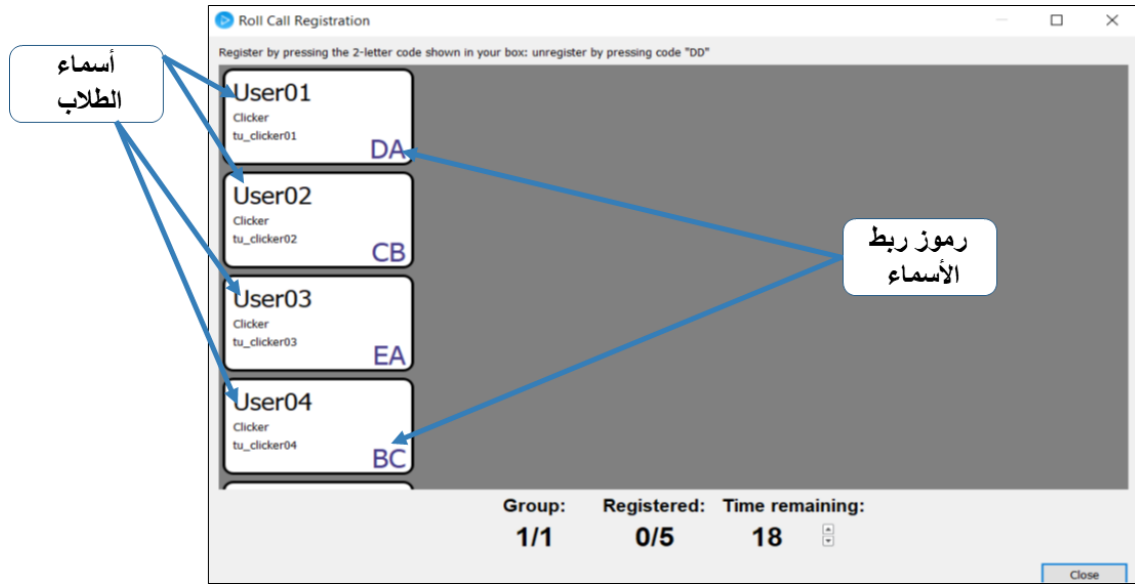 Roll Call Registration
Register by pressing the 2-letter code shown in your box: unregister by pressing code "DD"
أسماء
الطلاب
User01
Clicker
tu_clicker01
DA
User02
Clicker
tu_clicker02
CB
User03
Clicker
tu_clicker03
EA
User04
Clicker
tu_clicker04
BC
رموز ربط
الأسماء
Group: Registered: Time remaining:
1/1 0/5 18
Close